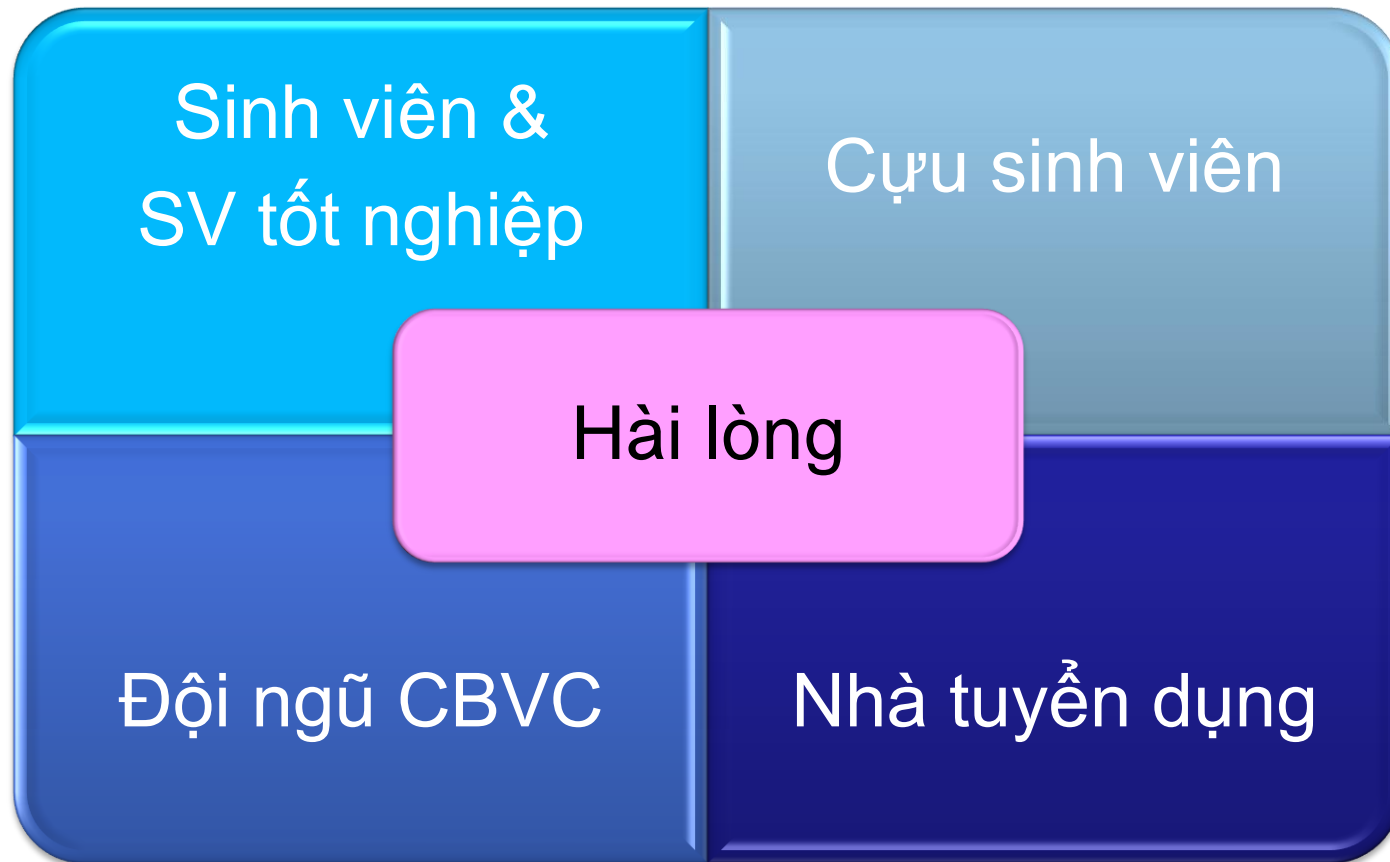 Sinh viên &
SV tốt nghiệp
Cựu sinh viên
Hài lòng
Đội ngũ CBVC
Nhà tuyển dụng